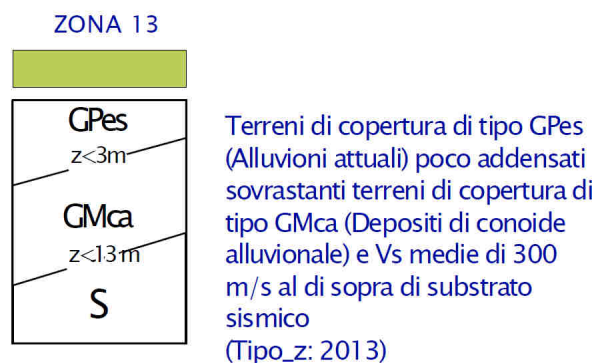 ZONA 13
GPes
z<3m
GMca
z<13m
S
Terreni di copertura di tipo GPes
(Alluvioni attuali) poco addensati
sovrastanti terreni di copertura di
tipo GMca (Depositi di conoide
alluvionale) e Vs medie di 300
m/s al di sopra di substrato
sismico
(Tipo_z: 2013)